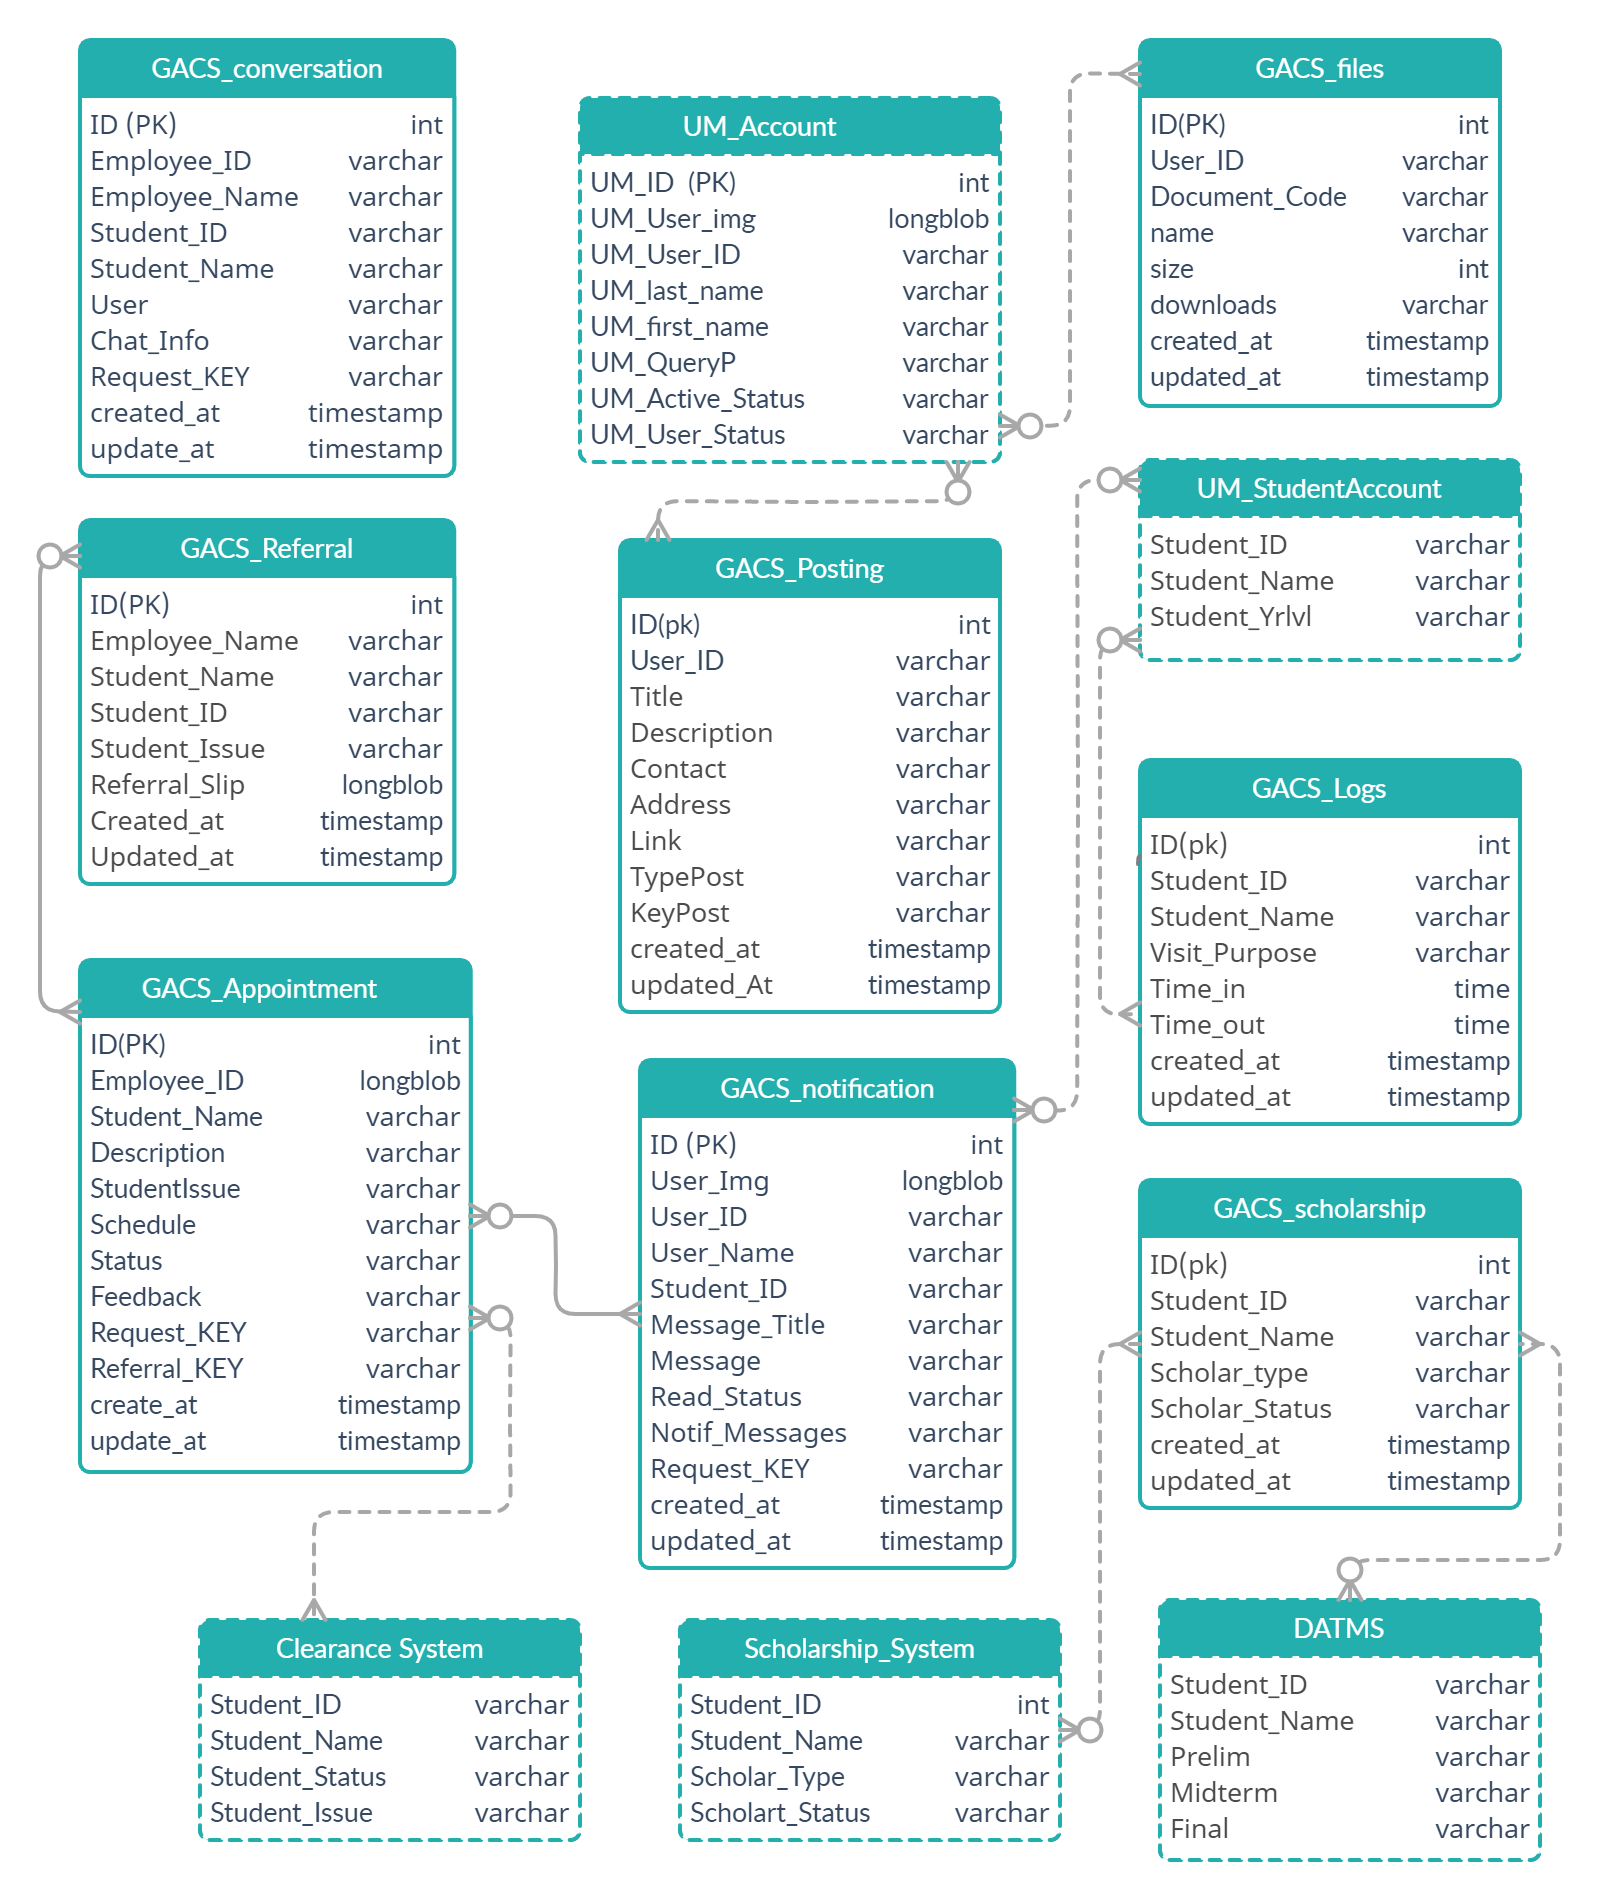 GACS_conversation
ID (PK) int
Employee_ID varchar
Employee_Name varchar
Student_ID varchar
Student_Name varchar
User varchar
Chat_Info varchar
Request_KEY varchar
created_at timestamp
update_at timestamp
UM_Account
UM_ID (PK) int
UM_User_img longblob
UM_User_ID varchar
UM_last_name varchar
UM_first_name varchar
UM_QueryP varchar
UM_Active_Status varchar
UM_User_Status varchar
GACS_files
ID(PK) int
User_ID varchar
Document_Code varchar
name varchar
size int
downloads varchar
created_at timestamp
updated_at timestamp
UM_StudentAccount
Student_ID varchar
Student_Name varchar
Student_Yrlvl varchar
GACS_Referral
ID(PK) int
Employee_Name varchar
Student_Name varchar
Student_ID varchar
Student_Issue varchar
Referral_Slip longblob
Created_at timestamp
Updated_at timestamp
GACS_Posting
ID(pk) int
User_ID varchar
Title varchar
Description varchar
Contact varchar
Address varchar
Link varchar
TypePost varchar
KeyPost varchar
created_at timestamp
updated_At timestamp
GACS_Logs
ID(pk) int
Student_ID varchar
Student_Name varchar
Visit_Purpose varchar
Time_in time
Time_out time
created_at timestamp
updated_at timestamp
GACS_Appointment
ID(PK) int
Employee_ID longblob
Student_Name varchar
Description varchar
StudentIssue varchar
Schedule varchar
Status varchar
Feedback varchar
Request_KEY varchar
Referral_KEY varchar
create_at timestamp
update_at timestamp
GACS_notification
ID (PK) int
User_Img longblob
User_ID varchar
User_Name varchar
Student_ID varchar
Message_Title varchar
Message varchar
Read_Status varchar
Notif_Messages varchar
Request_KEY varchar
created_at timestamp
updated_at timestamp
GACS_scholarship
ID(pk) int
Student_ID varchar
Student_Name varchar
Scholar_type varchar
Scholar_Status varchar
created_at timestamp
updated_at timestamp
Clearance System
Student_ID varchar
Student_Name varchar
Student_Status varchar
Student_Issue varchar
Scholarship_System
Student_ID int
Student_Name varchar
Scholar_Type varchar
Scholart_Status varchar
DATMS
Student_ID varchar
Student_Name varchar
Prelim varchar
Midterm varchar
Final varchar